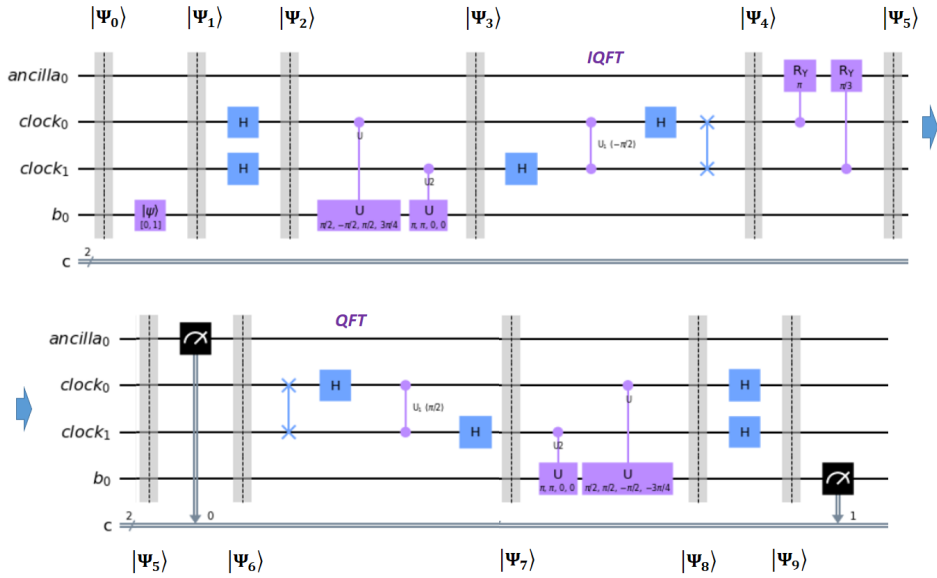 |Ψ₀⟩ |Ψ₁⟩ |Ψ₂⟩ |Ψ₃⟩ |Ψ₄⟩ |Ψ₅⟩
IQFT
ancilla₀ R_Y R_Y
π π/3
clock₀ H H
U
U₁ (−π/2)
clock₁ H H
U2
b₀ |ψ⟩ U U
[0, 1] π/2, −π/2, π/2, 3π/4 π, π, 0, 0
c 2
QFT
ancilla₀
clock₀ H H
U
U₁ (π/2)
clock₁ H H
U2
b₀ U U
π, π, 0, 0 π/2, π/2, −π/2, −3π/4
c 2 0 1
|Ψ₅⟩ |Ψ₆⟩ |Ψ₇⟩ |Ψ₈⟩ |Ψ₉⟩